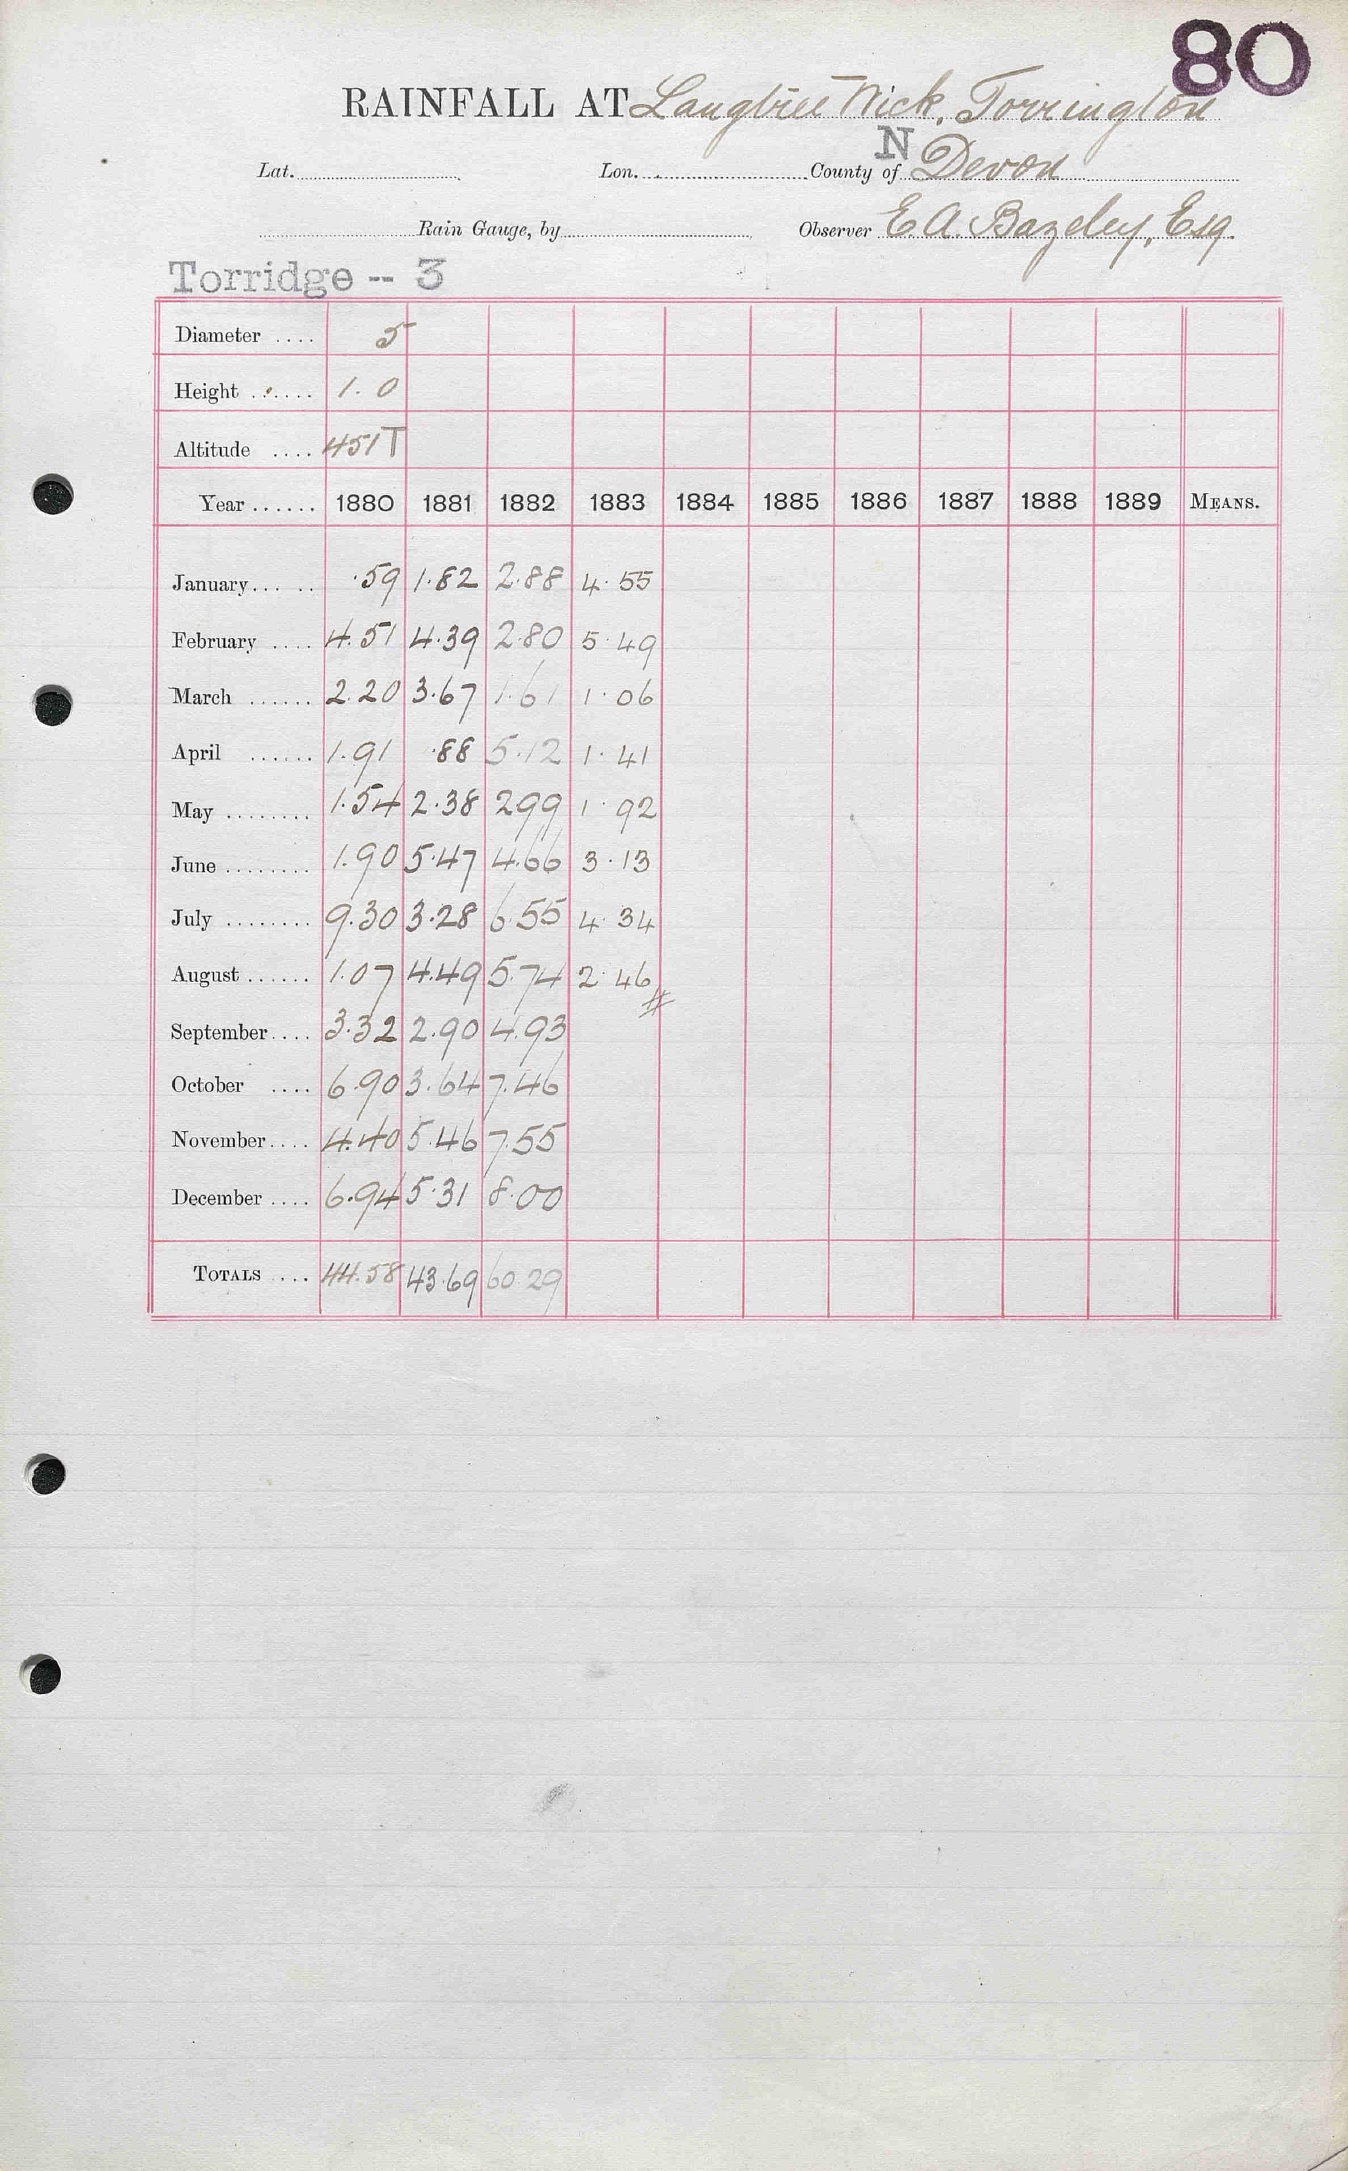 80
RAINFALL AT Langtree Wick, Torrington
Lat. Lon. County of N Devon
Rain Gauge, by Observer E. A. Bazeley, Esq.
Torridge -- 3
Diameter .... 5
Height ...... 1.0
Altitude .... 451 T
Year ...... 1880 1881 1882 1883 1884 1885 1886 1887 1888 1889 MEANS.
January ..... .59 1.82 2.88 4.55
February .... 4.51 4.39 2.80 5.49
March ...... 2.20 3.67 1.61 1.06
April ...... 1.91 .88 5.12 1.41
May ........ 1.54 2.38 2.99 1.92
June ........ 1.90 5.47 4.66 3.13
July ........ 9.30 3.28 6.55 4.34
August ...... 1.07 4.49 5.74 2.46 #
September .... 3.32 2.90 4.93
October .... 6.90 3.64 7.46
November .... 4.40 5.46 7.55
December .... 6.94 5.31 8.00
TOTALS .... 44.58 43.69 60.29